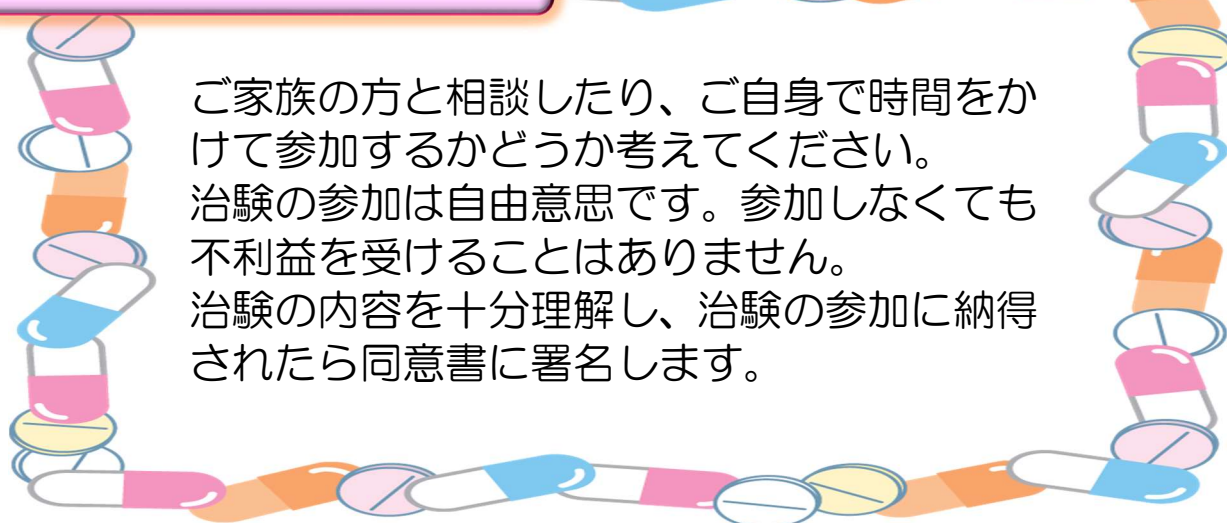 ご家族の方と相談したり、ご自身で時間をか
けて参加するかどうか考えてください。
治験の参加は自由意思です。参加しなくても
不利益を受けることはありません。
治験の内容を十分理解し、治験の参加に納得
されたら同意書に署名します。